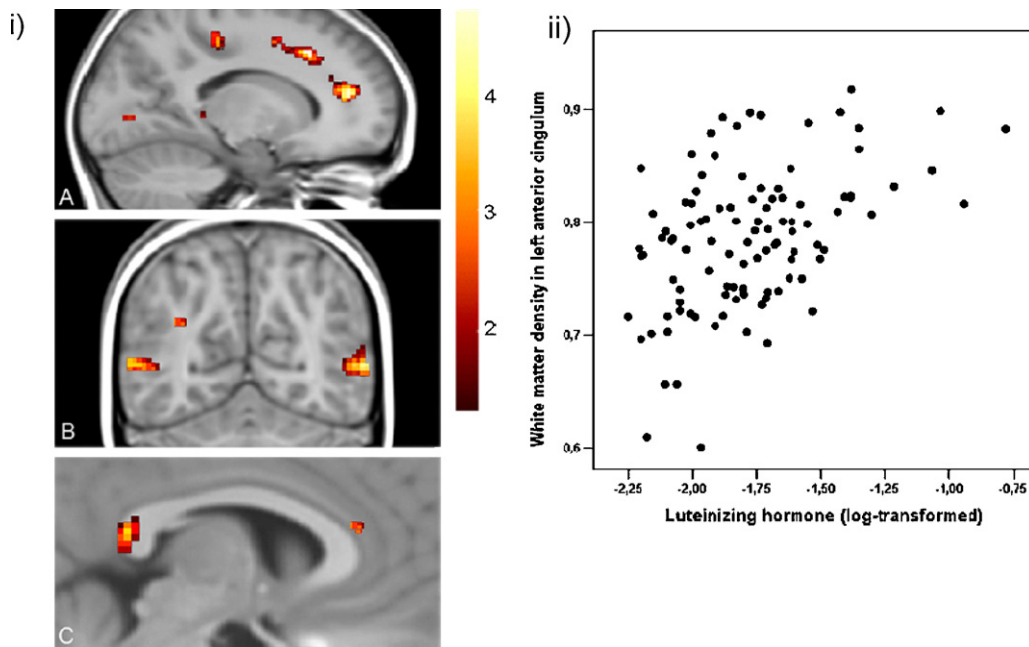 i)
A
B
C
4
3
2
ii)
White matter density in left anterior cingulum
0,9
0,8
0,7
0,6
-2,25 -2,00 -1,75 -1,50 -1,25 -1,00 -0,75
Luteinizing hormone (log-transformed)